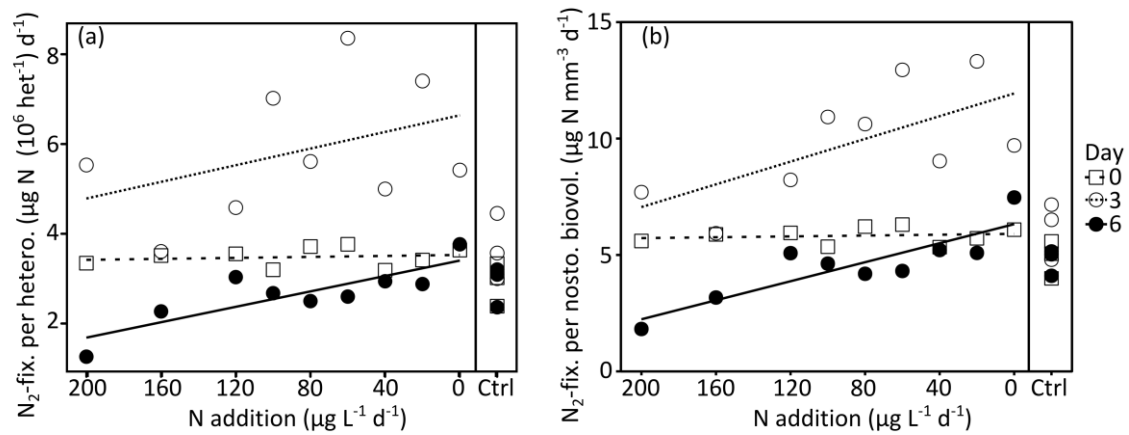 (a)
N₂-fix. per hetero. (µg N (10⁶ het⁻¹) d⁻¹)
8
6
4
2
200 160 120 80 40 0 Ctrl
N addition (µg L⁻¹ d⁻¹)
(b)
N₂-fix. per nosto. biovol. (µg N mm⁻³ d⁻¹)
15
10
5
0
200 160 120 80 40 0 Ctrl
N addition (µg L⁻¹ d⁻¹)
Day
0
3
6